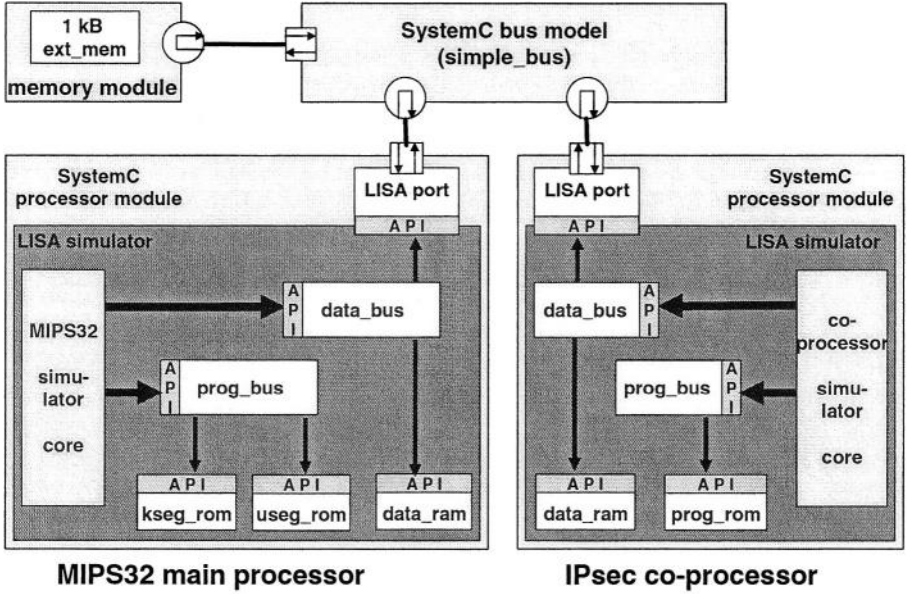 1 kB
ext_mem
memory module
SystemC bus model
(simple_bus)
SystemC
processor module
LISA port
API
LISA simulator
MIPS32
simu-
lator
core
API
data_bus
API
prog_bus
API
kseg_rom
API
useg_rom
API
data_ram
MIPS32 main processor
SystemC
processor module
LISA port
API
LISA simulator
data_bus
API
prog_bus
API
co-
processor
simu-
lator
core
API
data_ram
API
prog_rom
IPsec co-processor